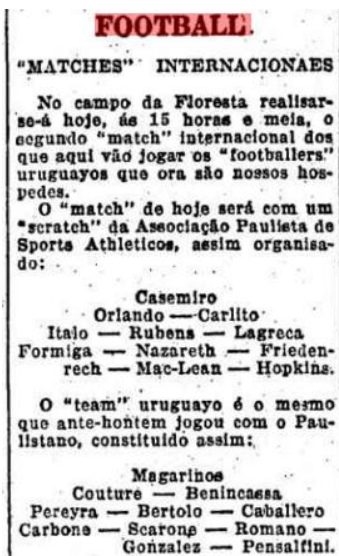 FOOTBALL.
"MATCHES" INTERNACIONAES
No campo da Floresta realisar-
se-á hoje, ás 15 horas e meia, o
segundo "match" internacional dos
que aqui vão jogar os "footballers"
uruguayos que ora são nossos hos-
pedes.
O "match" de hoje será com um
"scratch" da Associação Paulista de
Sports Athleticos, assim organisa-
do:
Casemiro
Orlando — Carlito
Italo — Rubens — Lagreca
Formiga — Nazareth — Frieden-
rech — Mac-Lean — Hopkins.
O "team" uruguayo é o mesmo
que ante-hontem jogou com o Pau-
listano, constituido assim:
Magarinos
Couture — Benincassa
Pereyra — Bertolo — Caballero
Carbone — Scarone — Romano —
Gonzalez — Pensalfini.